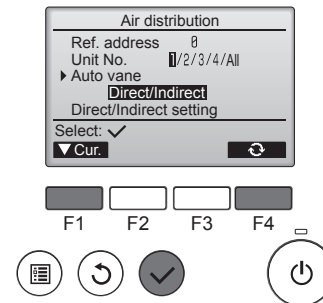 Air distribution
Ref. address 0
Unit No. 1/2/3/4/All
Auto vane
Direct/Indirect
Direct/Indirect setting
Select: ✓
▼Cur.
F1 F2 F3 F4